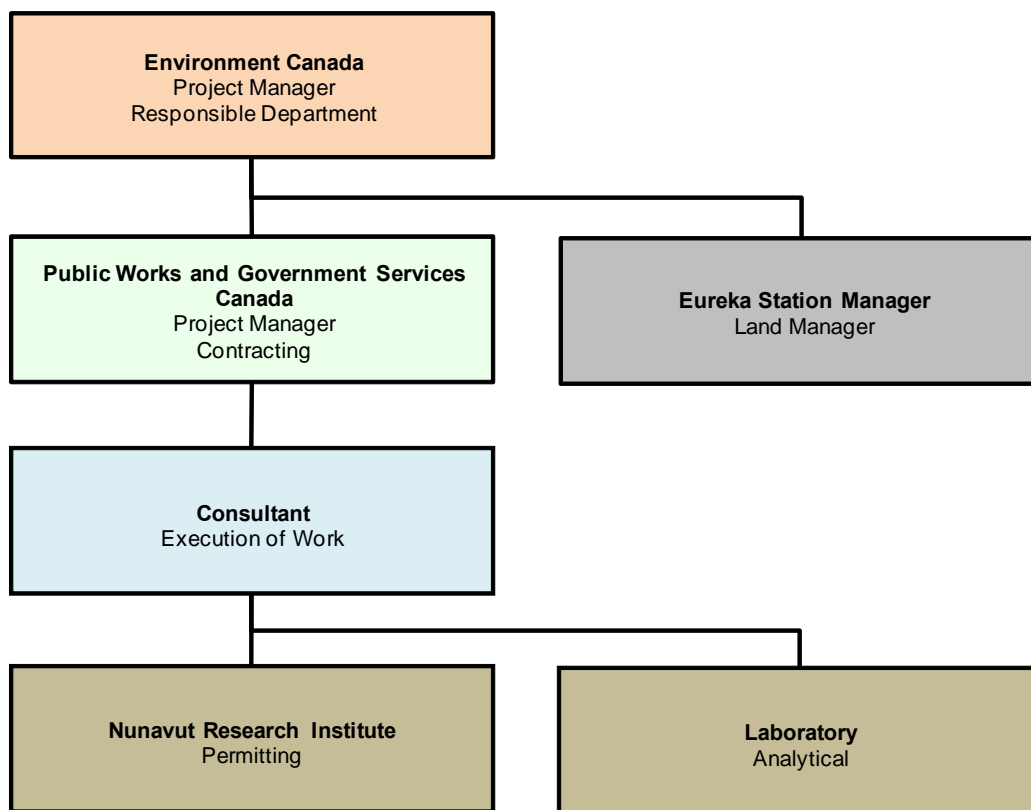 Environment Canada
Project Manager
Responsible Department
Public Works and Government Services
Canada
Project Manager
Contracting
Eureka Station Manager
Land Manager
Consultant
Execution of Work
Nunavut Research Institute
Permitting
Laboratory
Analytical